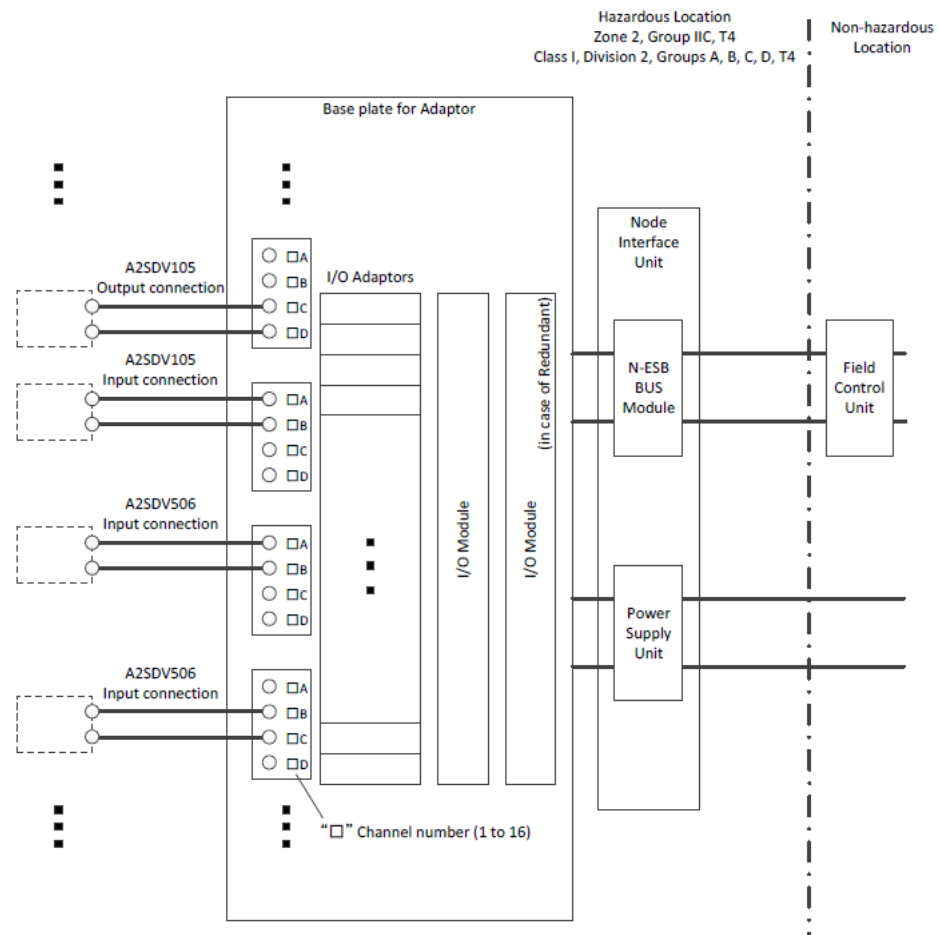 Hazardous Location
Zone 2, Group IIC, T4
Class I, Division 2, Groups A, B, C, D, T4
Non-hazardous
Location
Base plate for Adaptor
Node
Interface
Unit
A2SDV105
Output connection
□A
□B
□C
□D
I/O Adaptors
A2SDV105
Input connection
□A
□B
□C
□D
A2SDV506
Input connection
□A
□B
□C
□D
A2SDV506
Input connection
□A
□B
□C
□D
I/O Module
I/O Module
(in case of Redundant)
N-ESB
BUS
Module
Field
Control
Unit
Power
Supply
Unit
“□” Channel number (1 to 16)